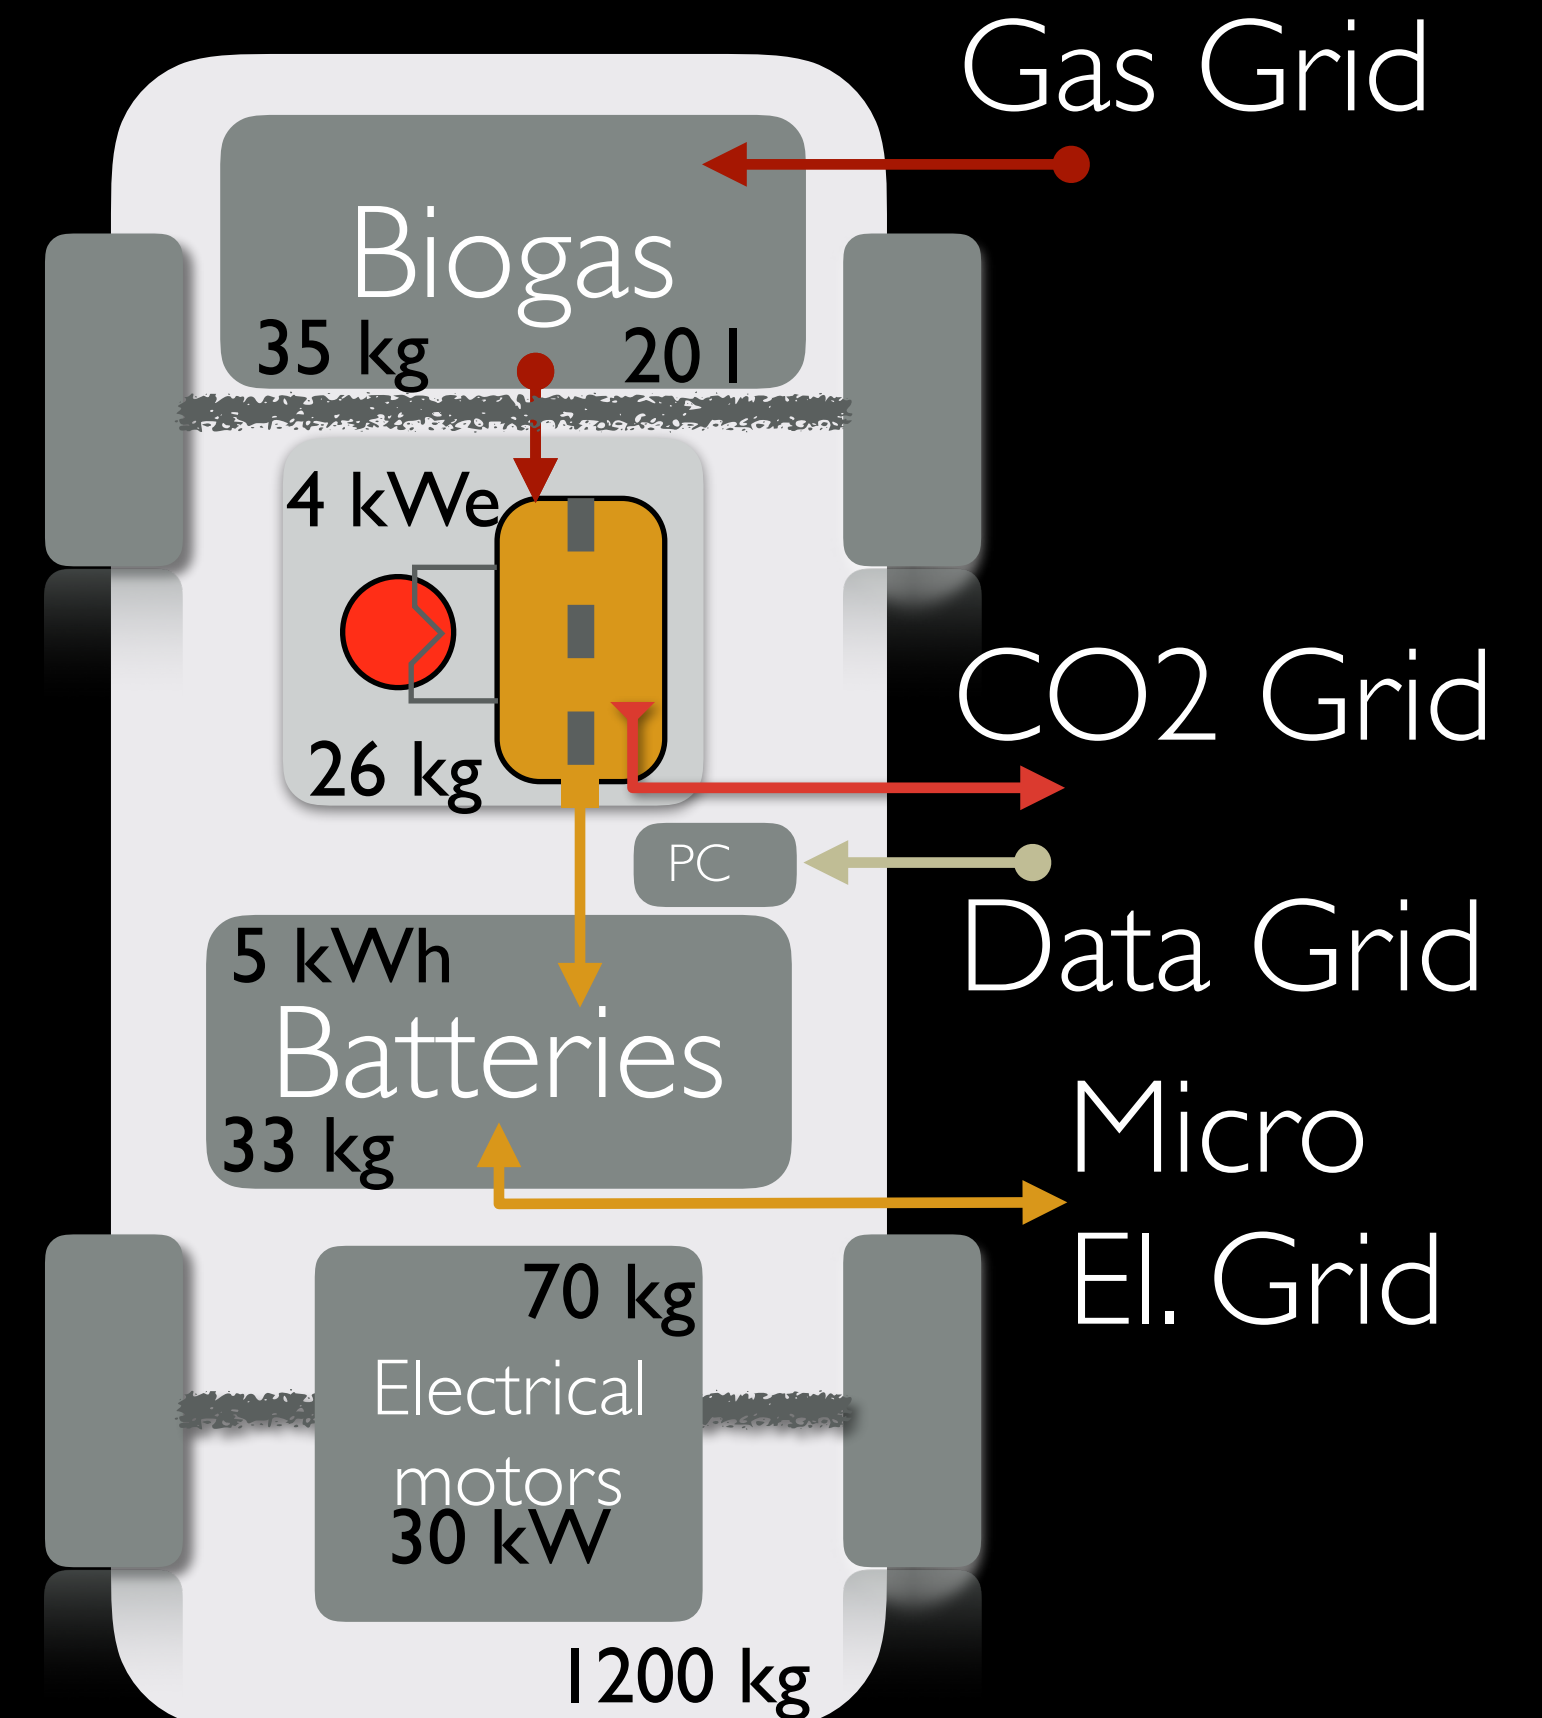 Gas Grid
Biogas
35 kg
20 l
4 kWe
26 kg
CO2 Grid
PC
Data Grid
5 kWh
Batteries
33 kg
Micro
El. Grid
70 kg
Electrical
motors
30 kW
1200 kg